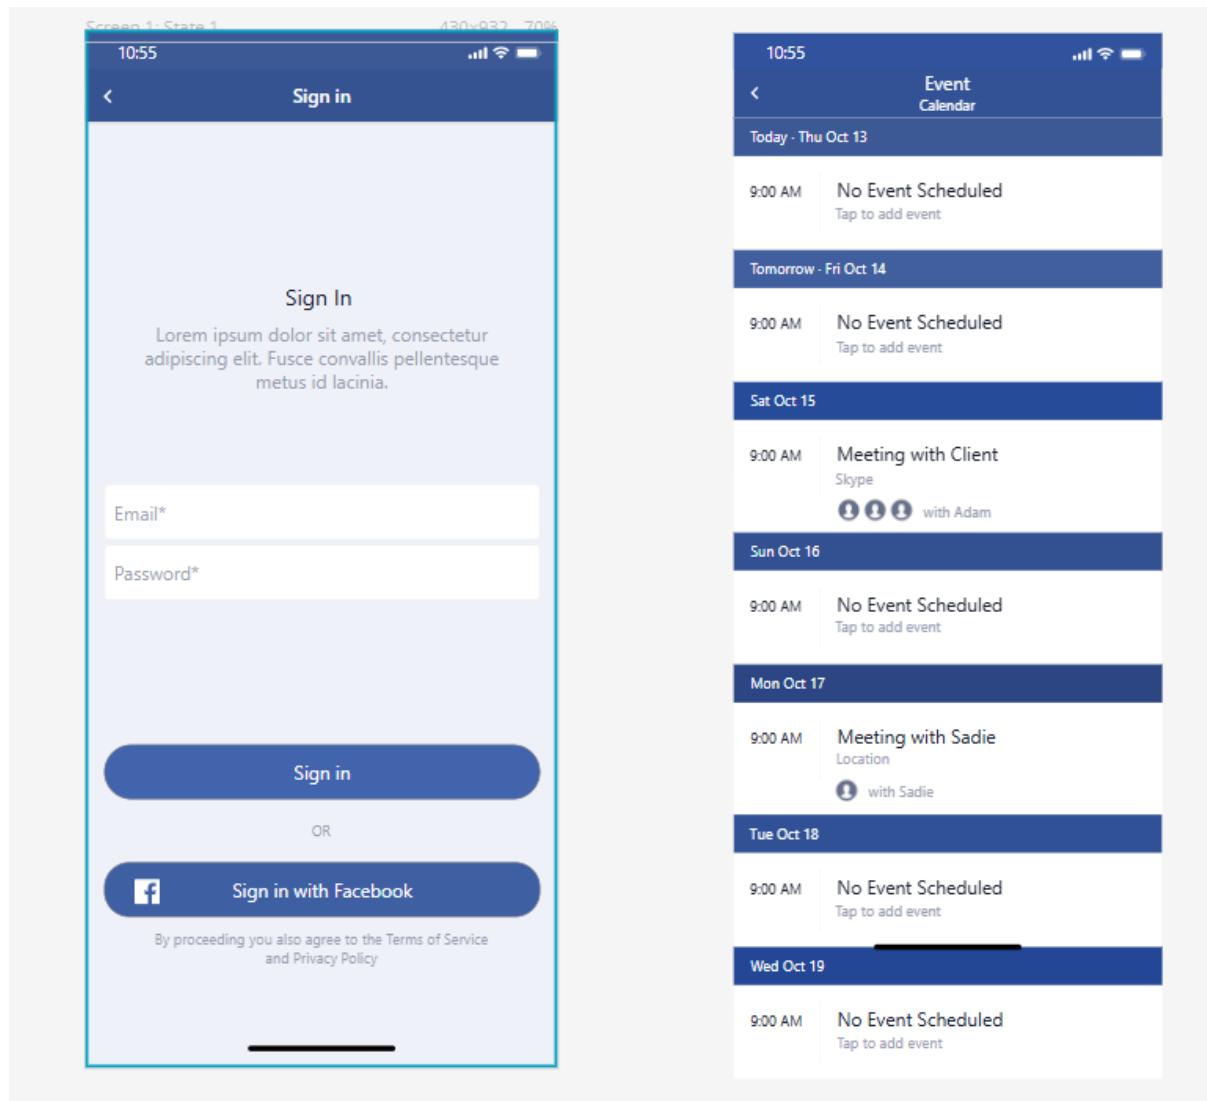 Screen 1: State 1 430×932 70%
10:55
Sign in
Sign In
Lorem ipsum dolor sit amet, consectetur
adipiscing elit. Fusce convallis pellentesque
metus id lacinia.
Email*
Password*
Sign in
OR
Sign in with Facebook
By proceeding you also agree to the Terms of Service
and Privacy Policy
10:55
Event
Calendar
Today - Thu Oct 13
9:00 AM No Event Scheduled
Tap to add event
Tomorrow - Fri Oct 14
9:00 AM No Event Scheduled
Tap to add event
Sat Oct 15
9:00 AM Meeting with Client
Skype
with Adam
Sun Oct 16
9:00 AM No Event Scheduled
Tap to add event
Mon Oct 17
9:00 AM Meeting with Sadie
Location
with Sadie
Tue Oct 18
9:00 AM No Event Scheduled
Tap to add event
Wed Oct 19
9:00 AM No Event Scheduled
Tap to add event